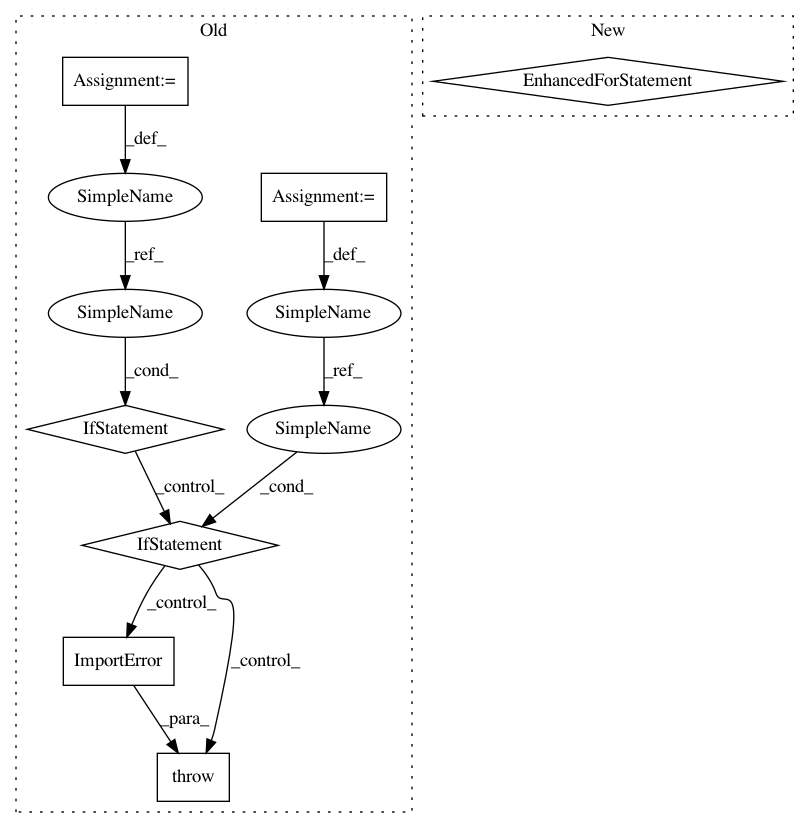 Old
New
Assignment:=
EnhancedForStatement
_def_
SimpleName
Assignment:=
_ref_
_def_
SimpleName
SimpleName
_cond_
_ref_
IfStatement
SimpleName
_control_
_cond_
IfStatement
_control_
ImportError
_control_
_para_
throw